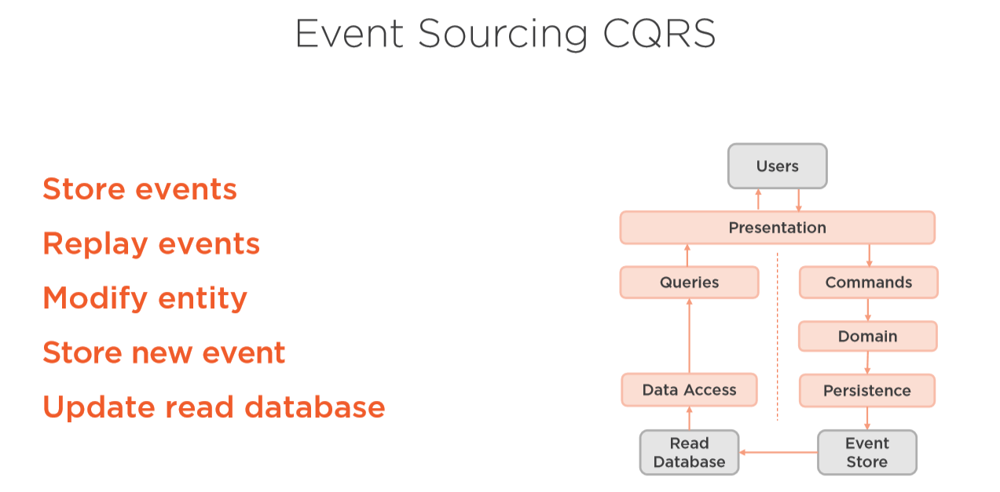 Event Sourcing CQRS
Store events
Replay events
Modify entity
Store new event
Update read database
Users
Presentation
Queries
Commands
Domain
Data Access
Persistence
Read
Database
Event
Store